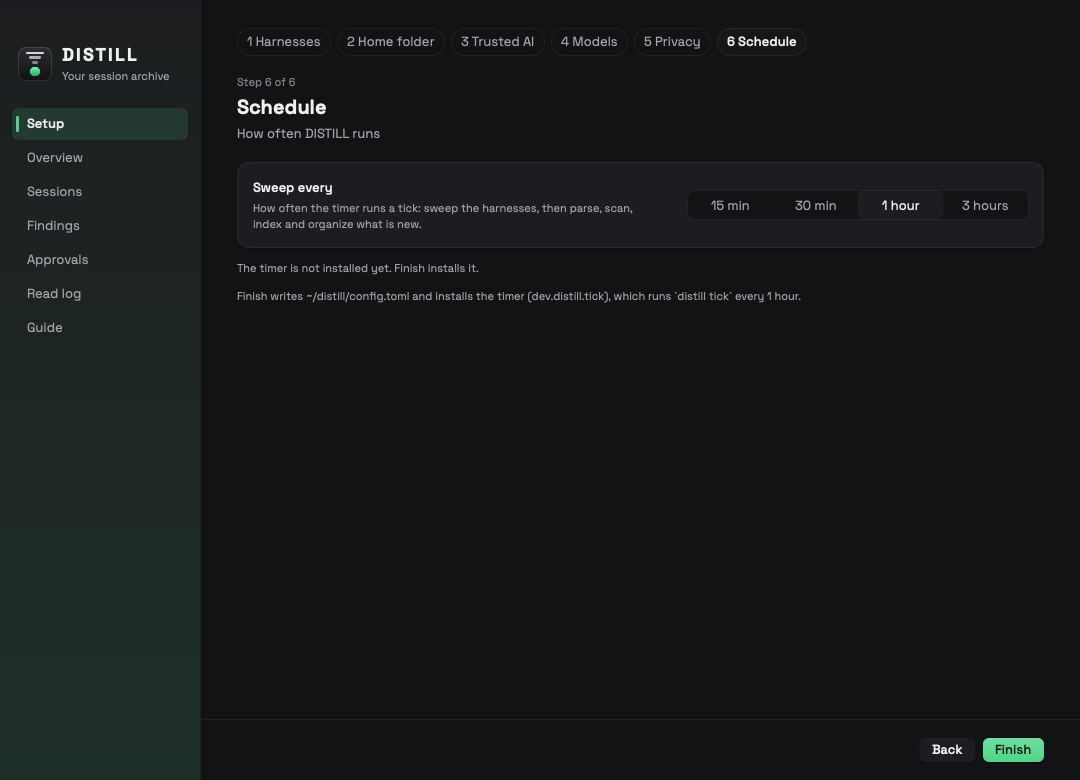 DISTILL
Your session archive
Setup
Overview
Sessions
Findings
Approvals
Read log
Guide
1 Harnesses
2 Home folder
3 Trusted AI
4 Models
5 Privacy
6 Schedule
Step 6 of 6
Schedule
How often DISTILL runs
Sweep every
How often the timer runs a tick: sweep the harnesses, then parse, scan,
index and organize what is new.
15 min
30 min
1 hour
3 hours
The timer is not installed yet. Finish installs it.
Finish writes ~/distill/config.toml and installs the timer (dev.distill.tick), which runs `distill tick` every 1 hour.
Back
Finish